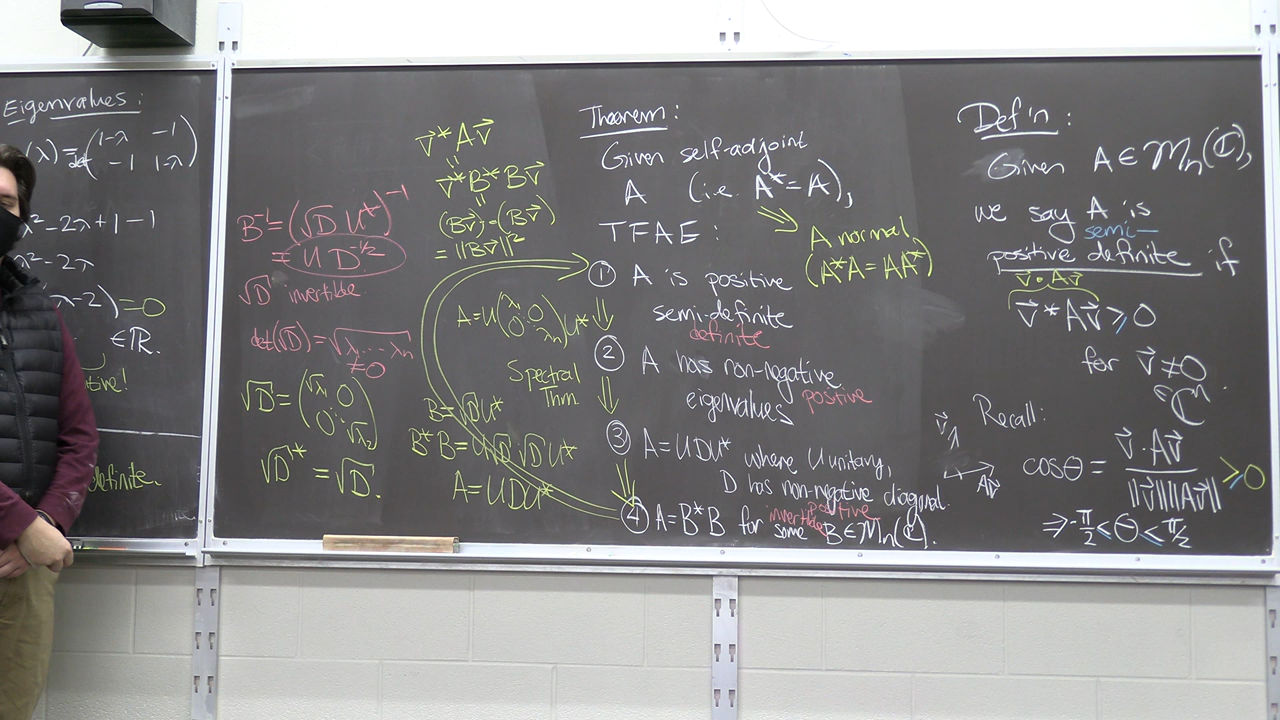 Eigenvalues:
(λ) = det(1-λ -1
-1 1-λ)
λ²-2λ+1-1
λ²-2λ
(λ-2)=0
∈ℝ.
definite.
v⃗*Av⃗
=
v⃗*B*Bv⃗
=
(Bv⃗)·(Bv⃗)
=||Bv⃗||²
B⁻¹=(√D U*)⁻¹
= U D^{-1/2}
√D invertible.
det(√D)=√λ₁...λₙ
≠0
√D=(√λ₁ 0
0 ⋱ √λ₂)
√D* = √D.
A=U(λ₁ 0
0 ⋱ λₙ)U*
Spectral
Thm.
B=√DU*
B*B=U√D√DU*
A=UDU*
Theorem:
Given self-adjoint
A (i.e. A*=A),
TFAE:
⇒ A normal
(A*A=AA*)
① A is positive
semi-definite
definite
⇓
② A has non-negative
eigenvalues positive
⇓
③ A=UDU* where U unitary,
D has non-negative diagonal.
positive
⇓
④ A=B*B for some B∈Mₙ(ℂ).
invertible
Def'n:
Given A∈Mₙ(ℂ),
we say A is
semi-
positive definite if
v⃗·Av⃗
v⃗*Av⃗ ≥ 0
for v⃗≠0
∈ℂⁿ.
Recall:
v⃗
Av⃗
cosθ = v⃗·Av⃗ / ||v⃗||||Av⃗|| ≥0
⇒ -π/2 ≤ θ ≤ π/2